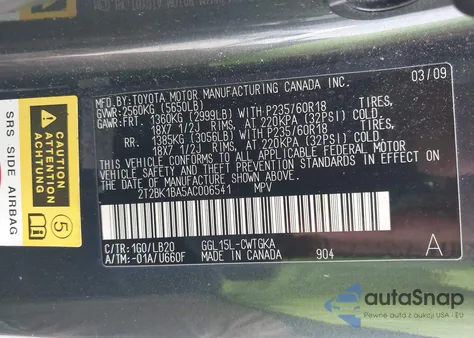 MFD. BY:TOYOTA MOTOR MANUFACTURING CANADA INC. 03/09
GVWR:2560KG (5650LB)
GAWR:FRT: 1360KG (2999LB) WITH P235/60R18 TIRES,
18X7 1/2J RIMS, AT 220KPA (32PSI) COLD
RR: 1385KG (3056LB) WITH P235/60R18 TIRES,
18X7 1/2J RIMS, AT 220KPA (32PSI) COLD.
THIS VEHICLE CONFORMS TO ALL APPLICABLE FEDERAL MOTOR
VEHICLE SAFETY AND THEFT PREVENTION STANDARDS IN EFFECT
ON THE DATE OF MANUFACTURE SHOWN ABOVE.
2T2BK1BA5AC006541 MPV
C/TR:1G0/LB20 GGL15L-CWTGKA
A/TM:-01A/U660F MADE IN CANADA 904 A
SRS SIDE AIRBAG
CAUTION
ATTENTION
ACHTUNG
5
autoSnap
Pewne auta z USA - EU